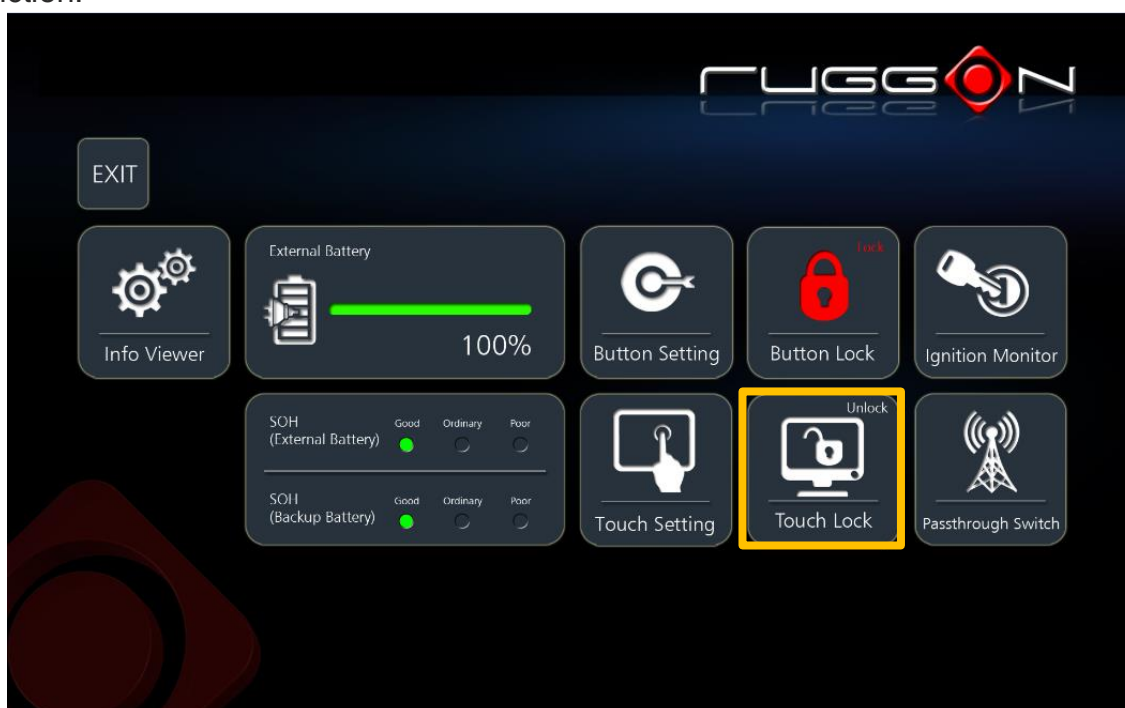 RUGGON
EXIT
Info Viewer
External Battery
100%
Button Setting
Lock
Button Lock
Ignition Monitor
SOH
(External Battery)
Good Ordinary Poor
SOH
(Backup Battery)
Good Ordinary Poor
Touch Setting
Unlock
Touch Lock
Passthrough Switch